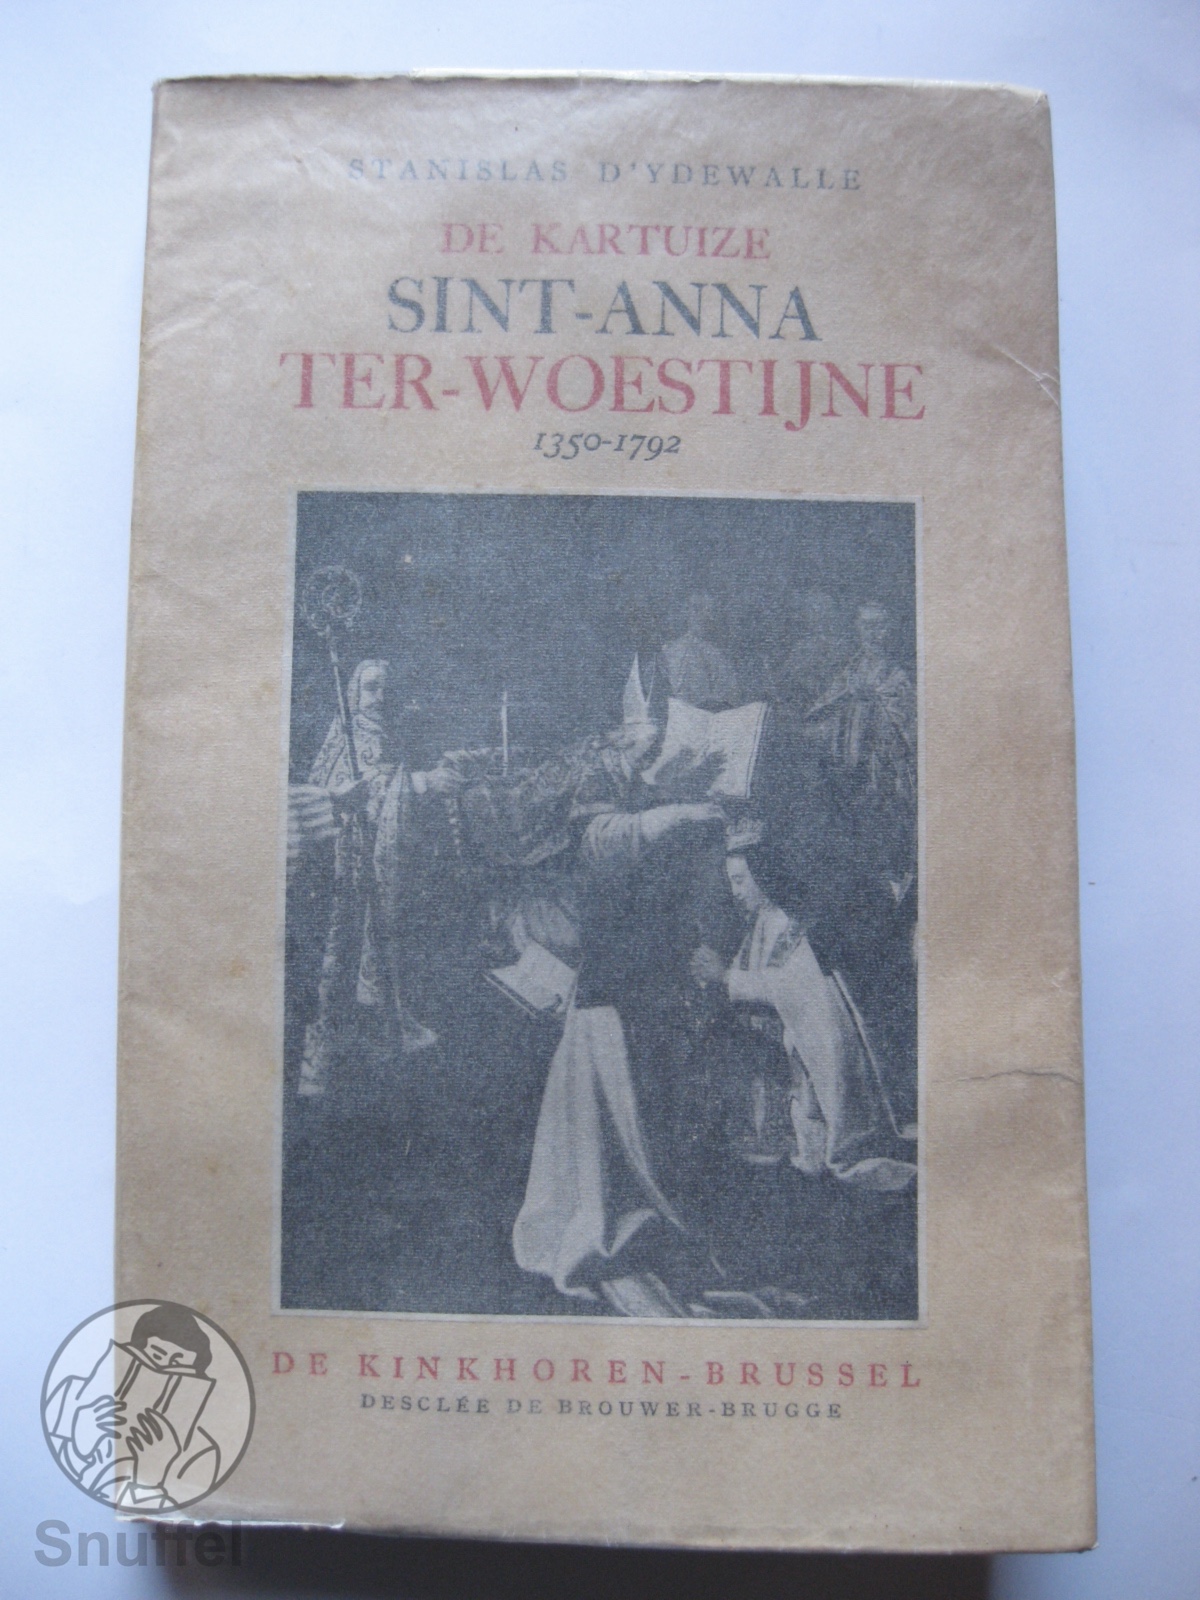 STANISLAS D'YDEWALLE
DE KARTUIZE
SINT-ANNA
TER-WOESTIJNE
1350-1792
DE KINKHOREN-BRUSSEL
DESCLÉE DE BROUWER-BRUGGE
Snuffel